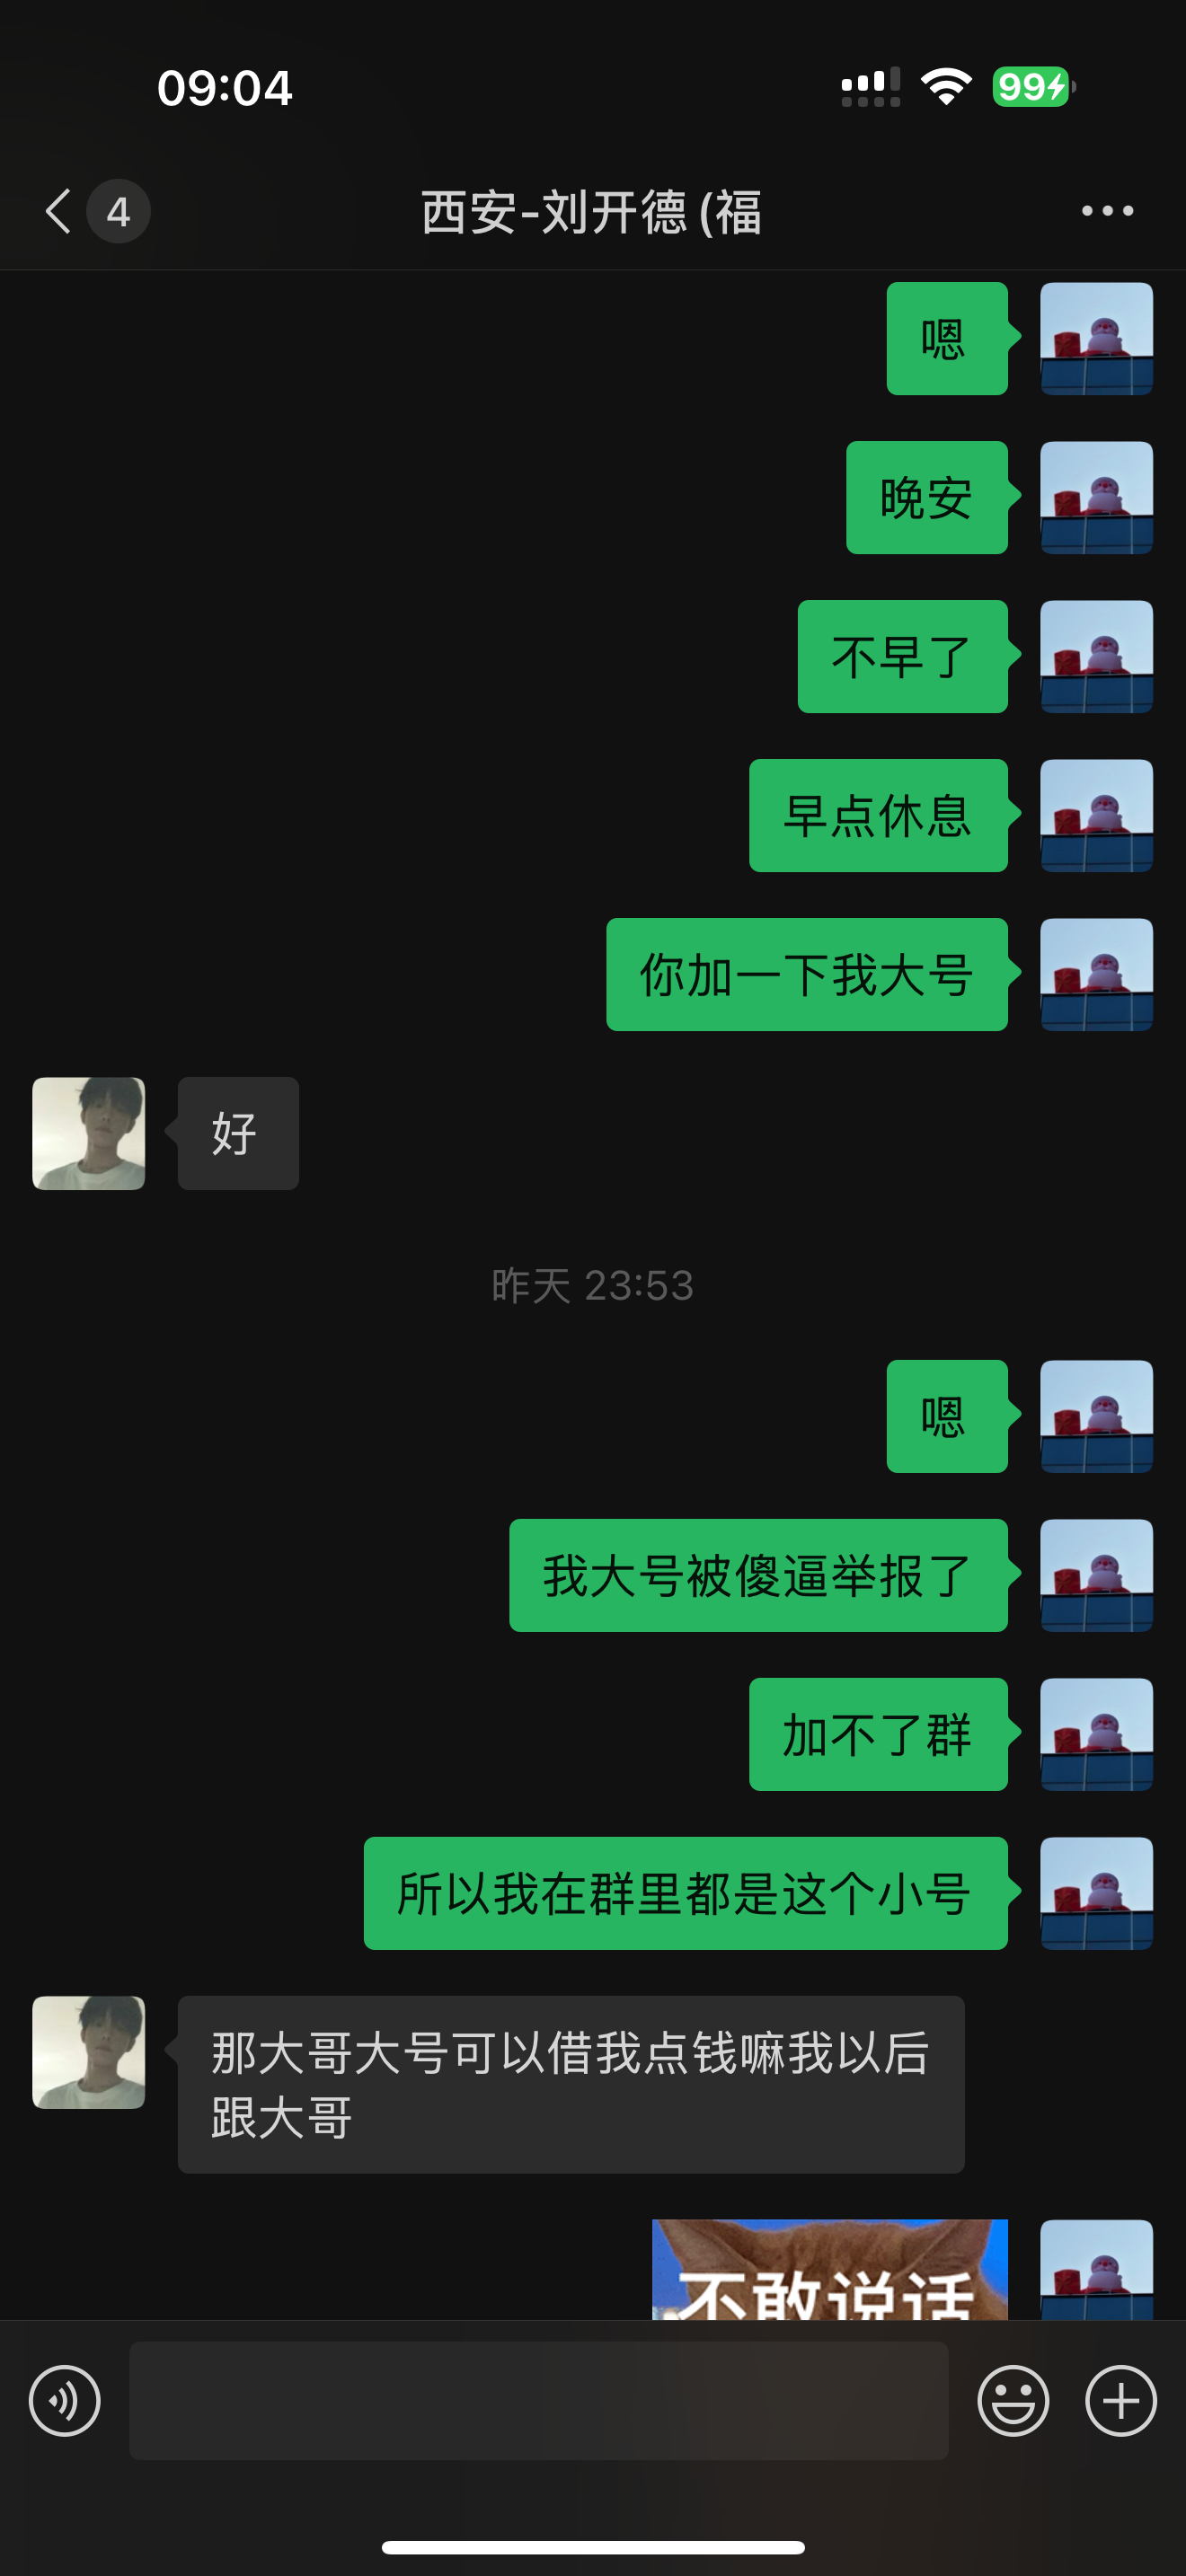 09:04
99
4
西安-刘开德 (福
嗯
晚安
不早了
早点休息
你加一下我大号
好
昨天 23:53
嗯
我大号被傻逼举报了
加不了群
所以我在群里都是这个小号
那大哥大号可以借我点钱嘛我以后
跟大哥
不敢说话